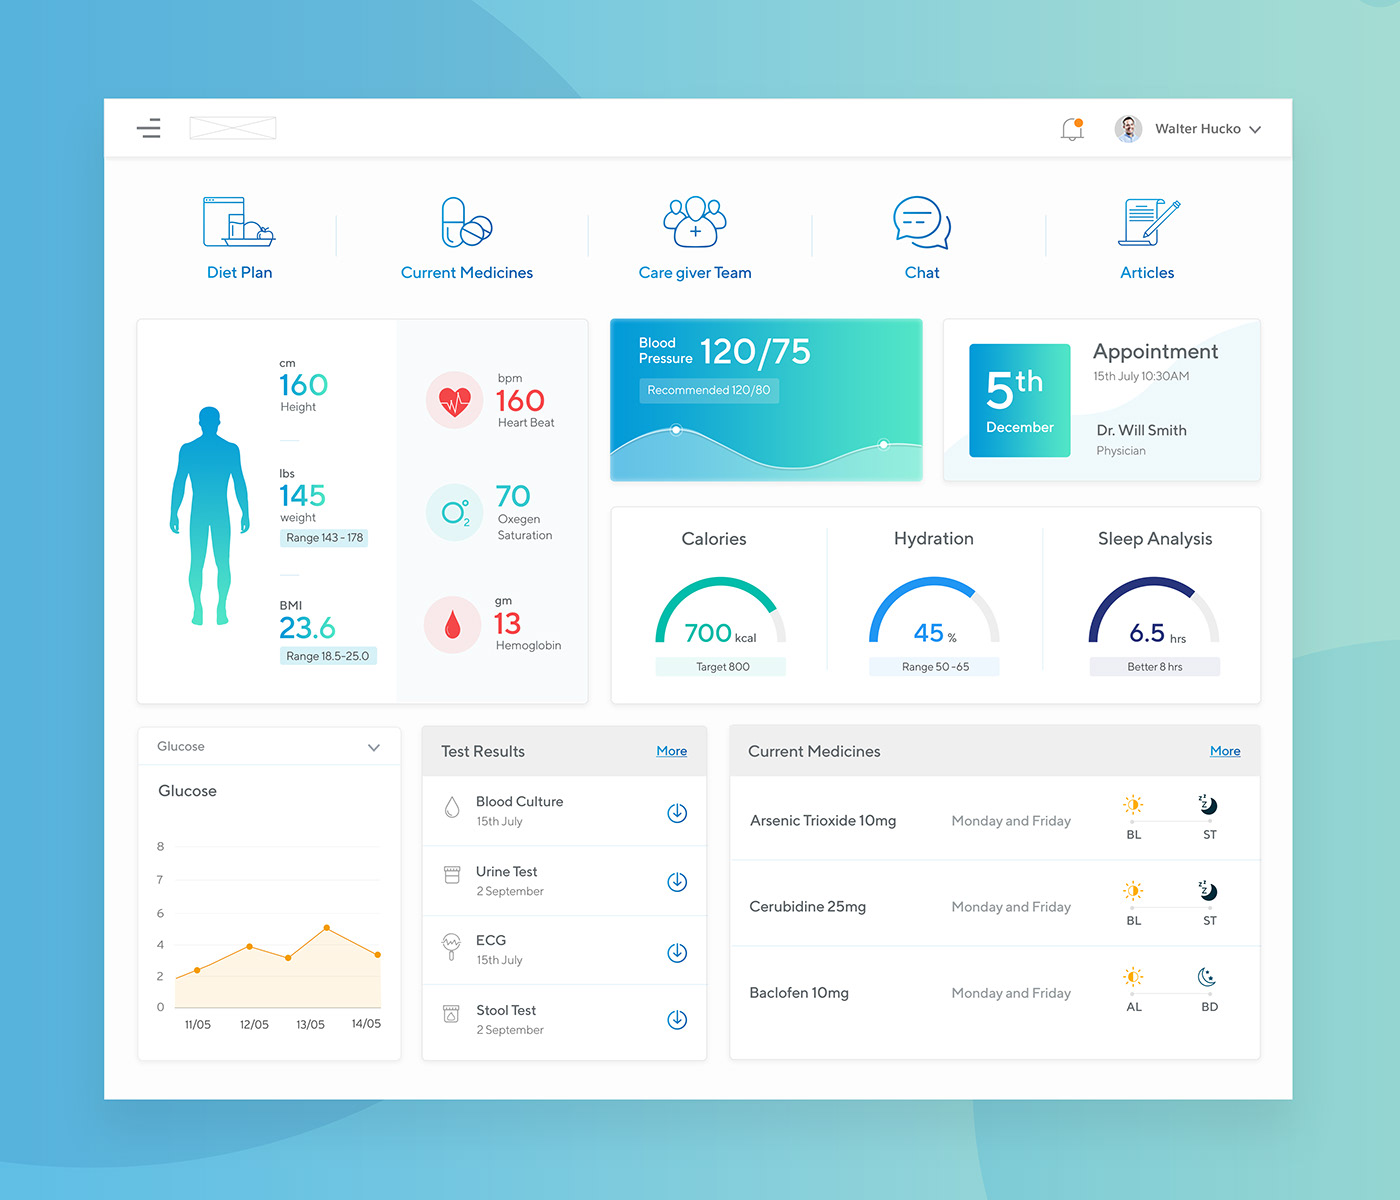 Walter Hucko
Diet Plan
Current Medicines
Care giver Team
Chat
Articles
cm
160
Height
lbs
145
weight
Range 143 - 178
BMI
23.6
Range 18.5-25.0
bpm
160
Heart Beat
O2
70
Oxegen
Saturation
gm
13
Hemoglobin
Blood
Pressure
120/75
Recommended 120/80
5th
December
Appointment
15th July 10:30AM
Dr. Will Smith
Physician
Calories
700 kcal
Target 800
Hydration
45 %
Range 50 -65
Sleep Analysis
6.5 hrs
Better 8 hrs
Glucose
Glucose
8
7
6
4
2
0
11/05 12/05 13/05 14/05
Test Results More
Blood Culture
15th July
Urine Test
2 September
ECG
15th July
Stool Test
2 September
Current Medicines More
Arsenic Trioxide 10mg Monday and Friday
z z Z
BL ST
Cerubidine 25mg Monday and Friday
z z Z
BL ST
Baclofen 10mg Monday and Friday
AL BD